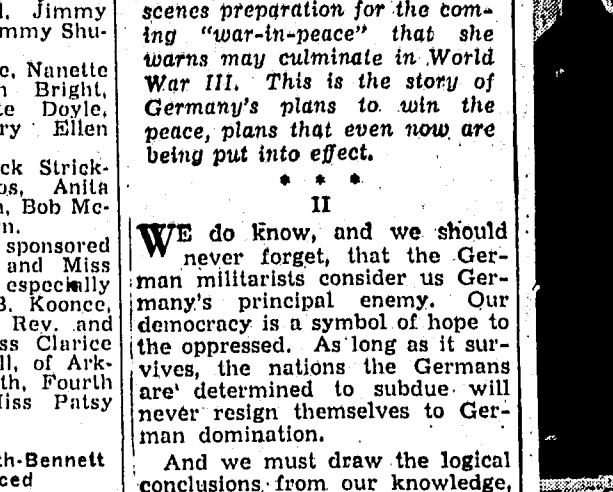 l. Jimmy
mmy Shu-
e, Nanette
n Bright,
te Doyle,
ry Ellen
ck Strick-
os, Anita
a, Bob Mc-
n.
sponsored
and Miss
especially
B. Koonce,
Rev. and
ss Clarice
ll, of Ark-
th, Fourth
liss Patsy
th-Bennett
ced
scenes preparation for the com-
ing "war-in-peace" that she
warns may culminate in World
War III. This is the story of
Germany's plans to win the
peace, plans that even now are
being put into effect.
* * *
II
WE do know, and we should
never forget, that the Ger-
man militarists consider us Ger-
many's principal enemy. Our
democracy is a symbol of hope to
the oppressed. As long as it sur-
vives, the nations the Germans
are determined to subdue will
never resign themselves to Ger-
man domination.
And we must draw the logical
conclusions from our knowledge,